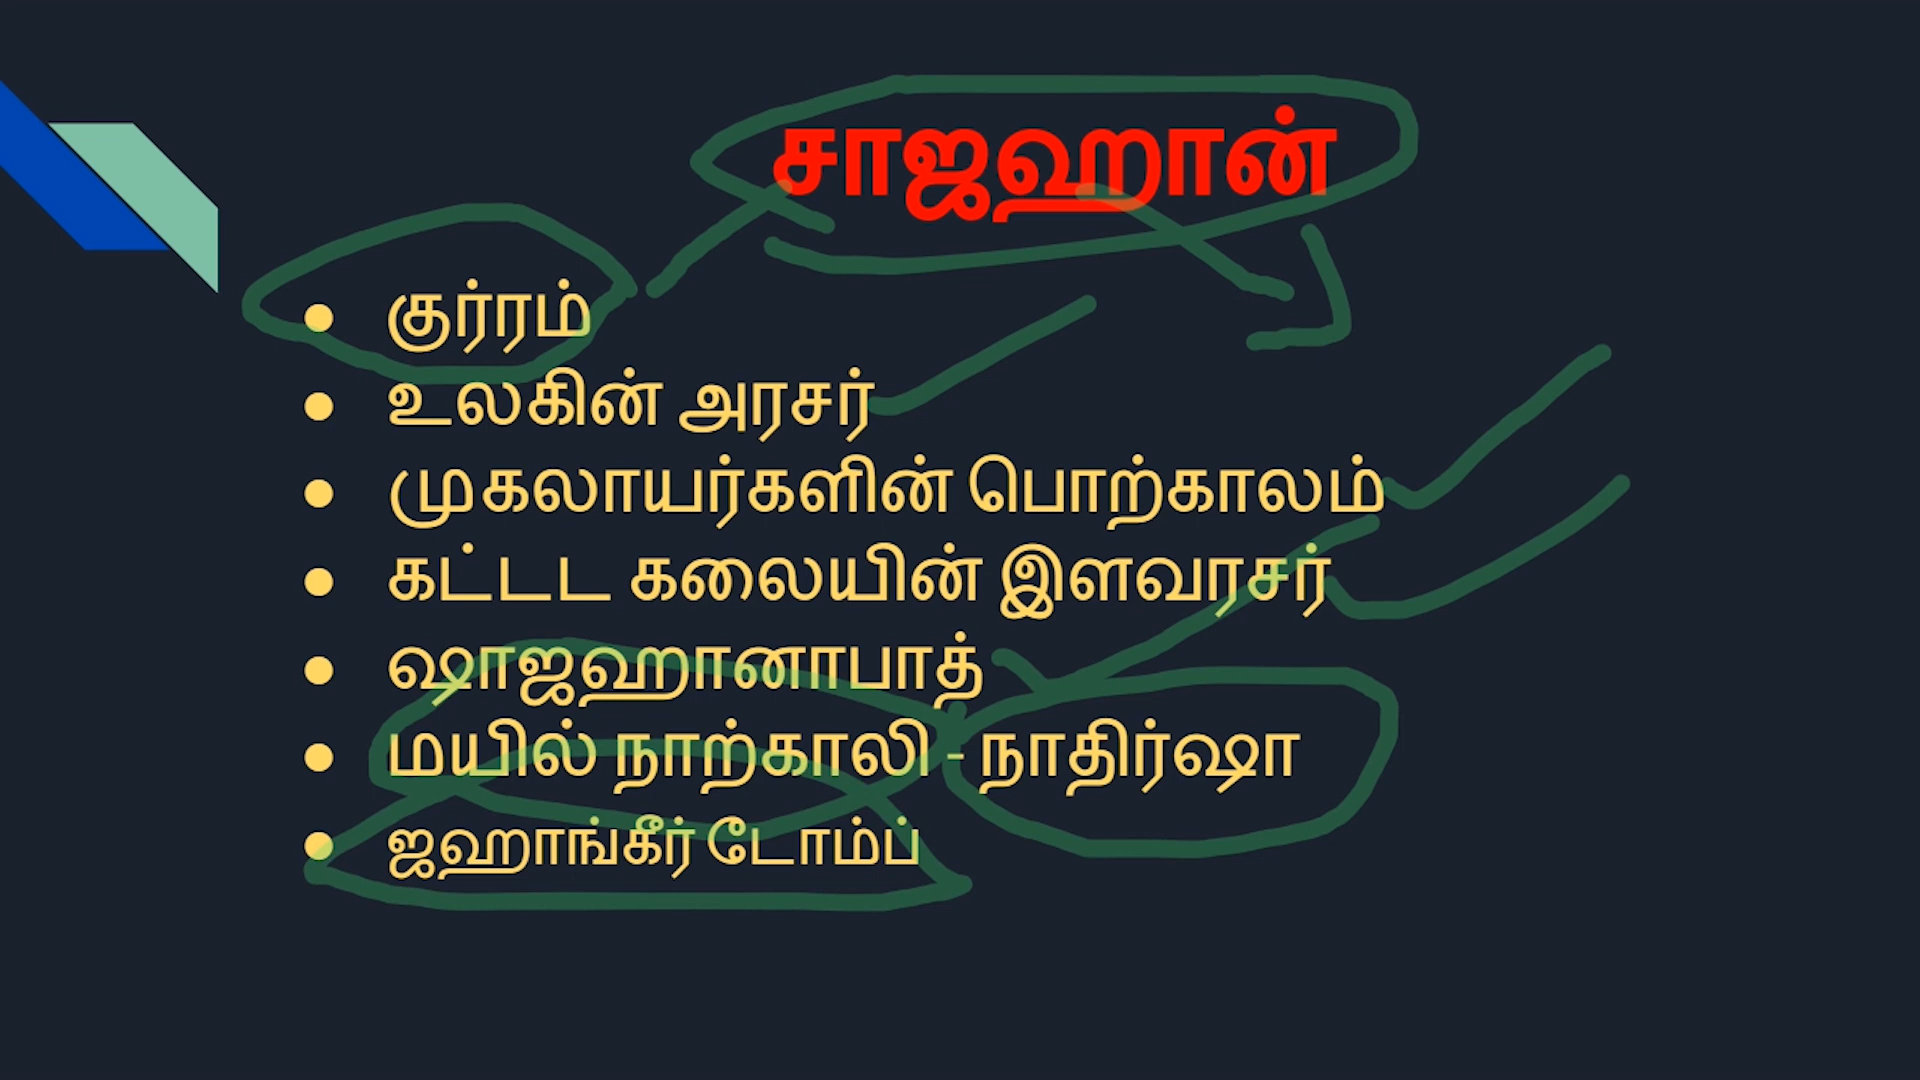 சாஜஹான்
● குர்ரம்
● உலகின் அரசர்
● முகலாயர்களின் பொற்காலம்
● கட்டட கலையின் இளவரசர்
● ஷாஜஹானாபாத்
● மயில் நாற்காலி - நாதிர்ஷா
● ஜஹாங்கீர் டோம்ப்